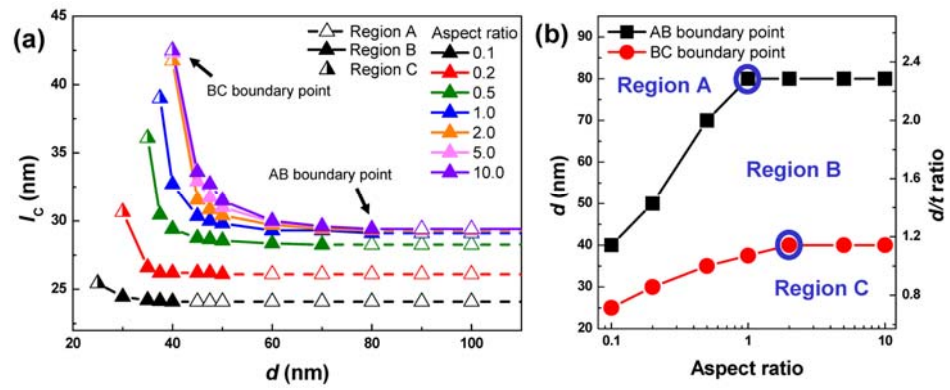 (a)
Region A
Region B
Region C
Aspect ratio
0.1
0.2
0.5
1.0
2.0
5.0
10.0
BC boundary point
AB boundary point
45
40
35
30
25
l_C (nm)
20
40
60
80
100
d (nm)
(b)
AB boundary point
BC boundary point
Region A
Region B
Region C
90
80
70
60
50
40
30
20
d (nm)
2.4
2.0
1.6
1.2
0.8
d/t ratio
0.1
1
10
Aspect ratio